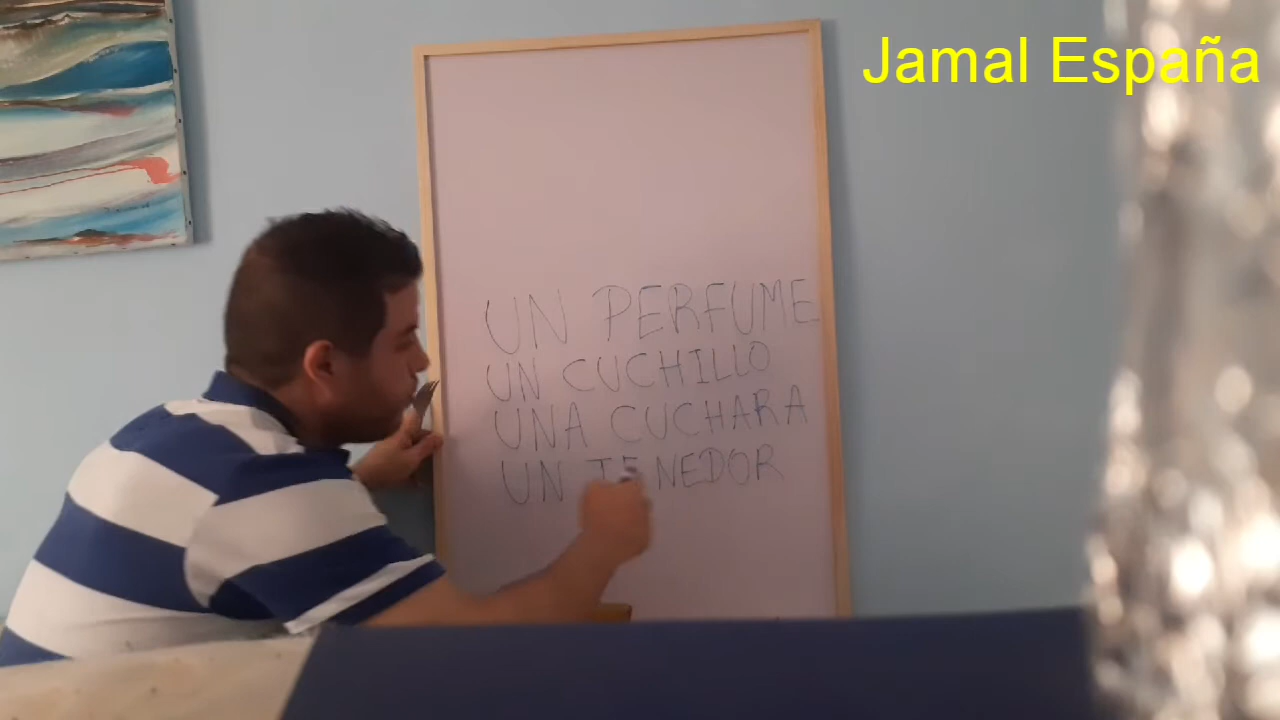 Jamal España
UN PERFUME
UN CUCHILLO
UNA CUCHARA
UN TENEDOR